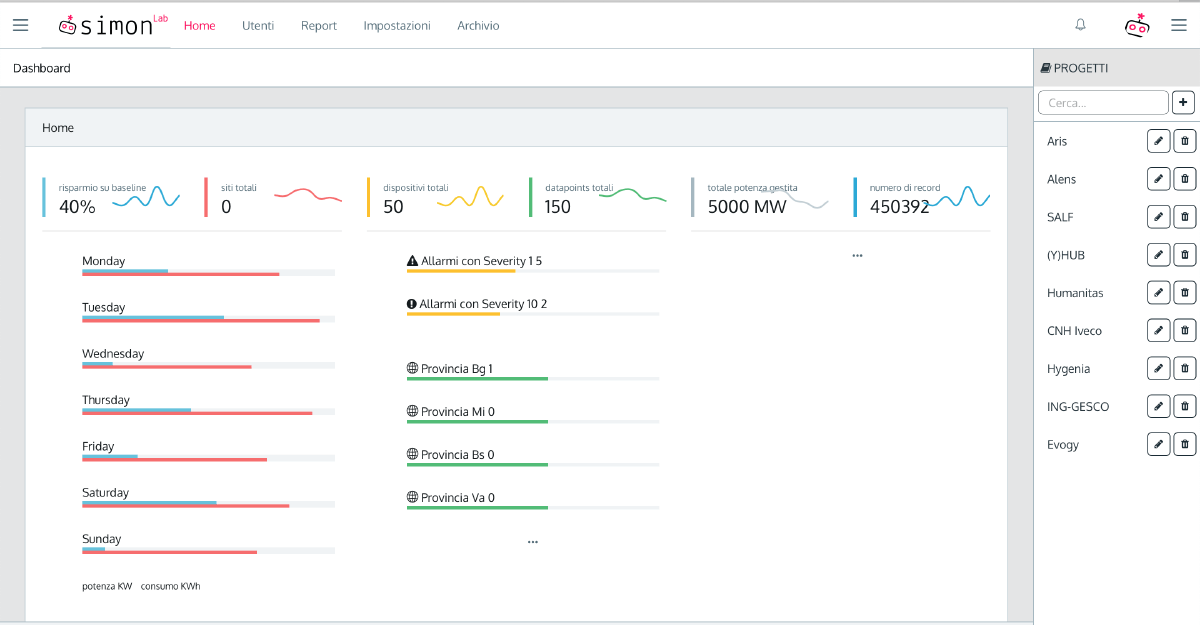 simon Lab
Home Utenti Report Impostazioni Archivio
Dashboard
PROGETTI
Cerca...
+
Home
risparmio su baseline
40%
siti totali
0
dispositivi totali
50
datapoints totali
150
totale potenza gestita
5000 MW
numero di record
450392
Monday
Tuesday
Wednesday
Thursday
Friday
Saturday
Sunday
potenza KW consumo KWh
Allarmi con Severity 1 5
Allarmi con Severity 10 2
Provincia Bg 1
Provincia Mi 0
Provincia Bs 0
Provincia Va 0
...
...
Aris
Alens
SALF
(Y)HUB
Humanitas
CNH Iveco
Hygenia
ING-GESCO
Evogy